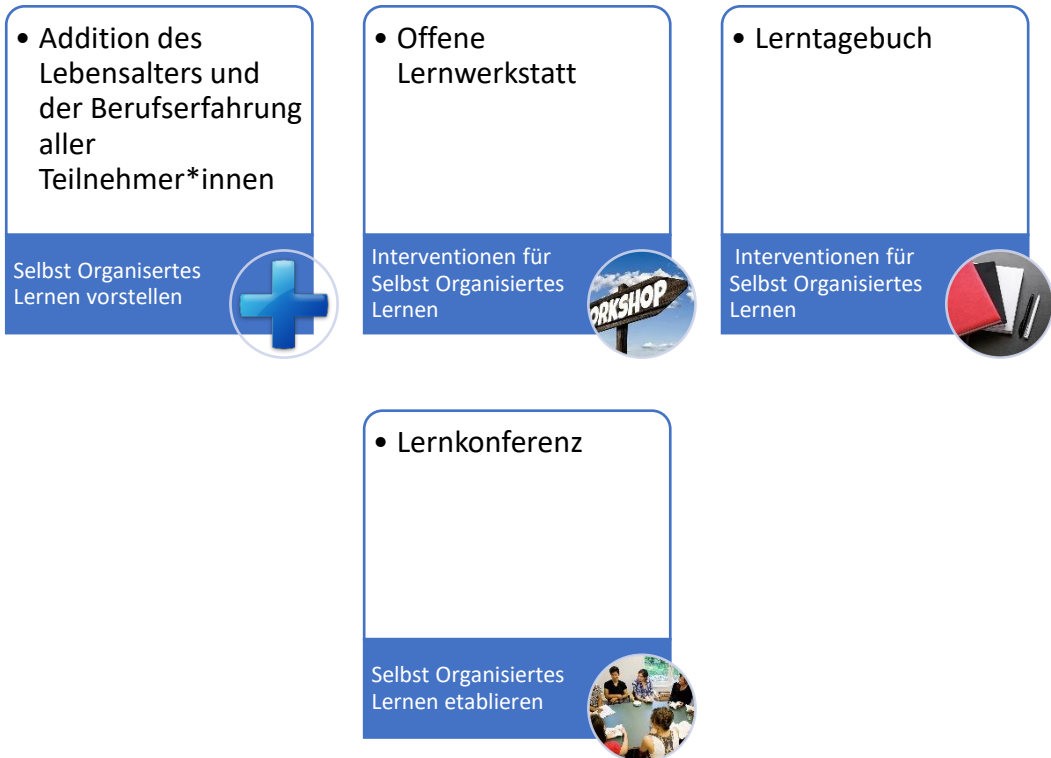 • Addition des
Lebensalters und
der Berufserfahrung
aller
Teilnehmer*innen
Selbst Organisertes
Lernen vorstellen
• Offene
Lernwerkstatt
Interventionen für
Selbst Organisiertes
Lernen
WORKSHOP
• Lerntagebuch
Interventionen für
Selbst Organisiertes
Lernen
• Lernkonferenz
Selbst Organisiertes
Lernen etablieren